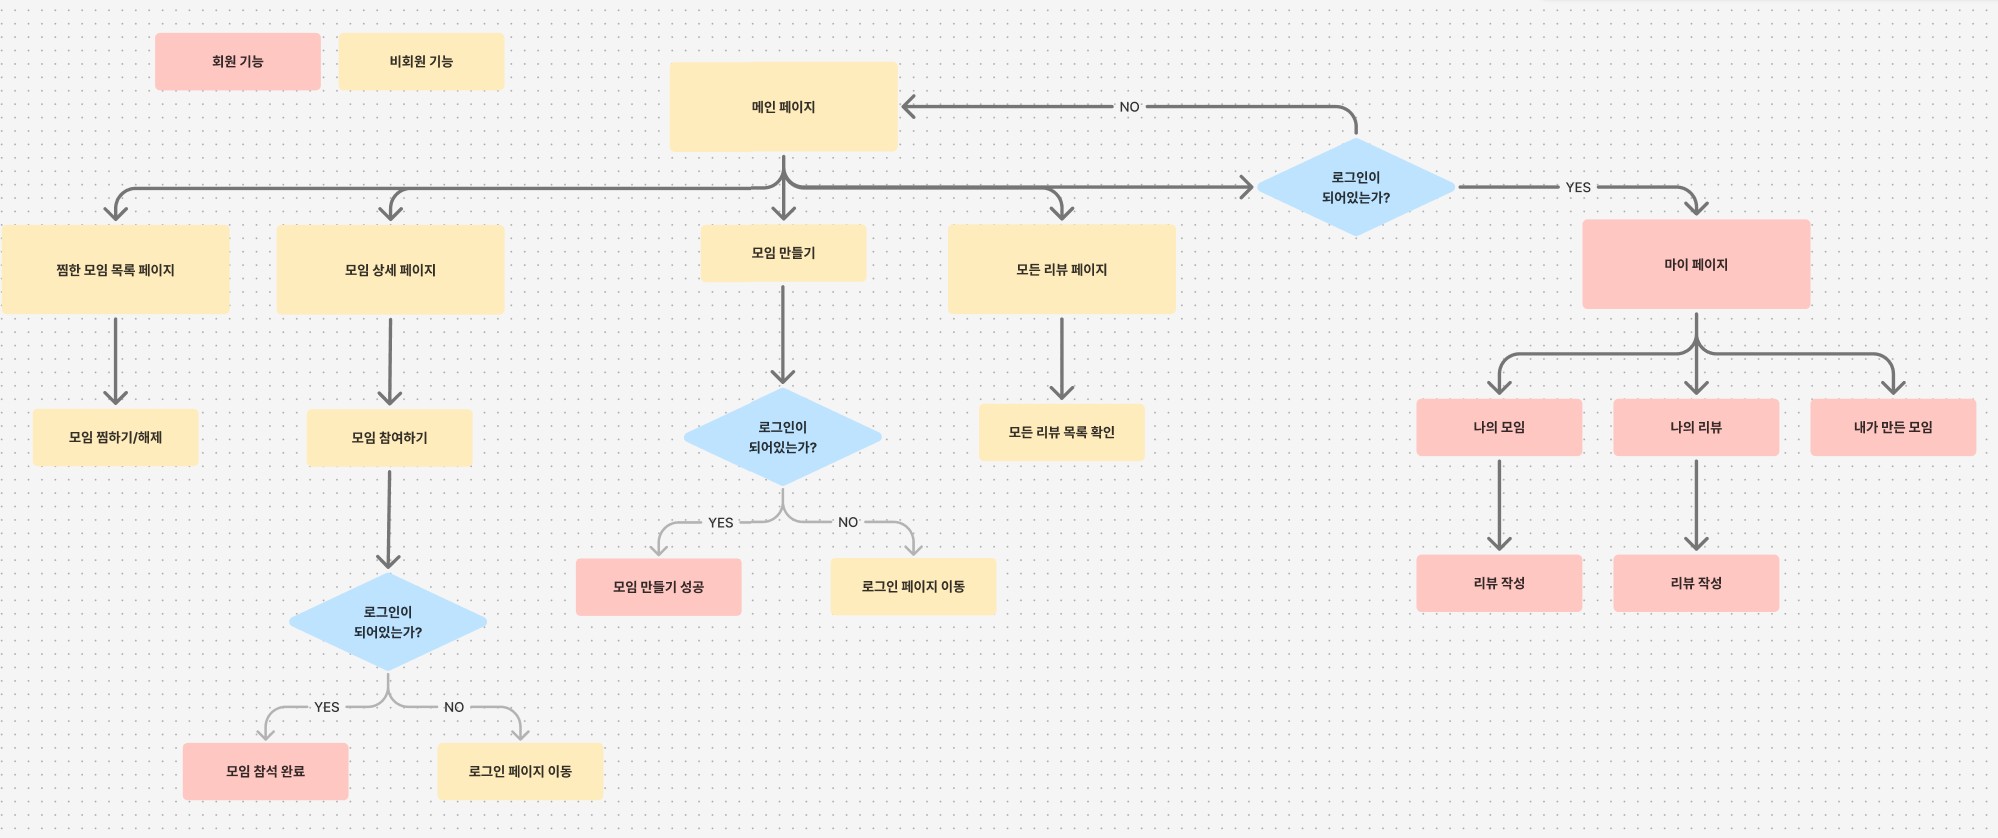 회원 기능
비회원 기능
메인 페이지
NO
로그인이
되어있는가?
YES
찜한 모임 목록 페이지
모임 상세 페이지
모임 만들기
모든 리뷰 페이지
마이 페이지
모임 찜하기/해제
모임 참여하기
로그인이
되어있는가?
모든 리뷰 목록 확인
나의 모임
나의 리뷰
내가 만든 모임
YES
NO
모임 만들기 성공
로그인 페이지 이동
리뷰 작성
리뷰 작성
로그인이
되어있는가?
YES
NO
모임 참석 완료
로그인 페이지 이동